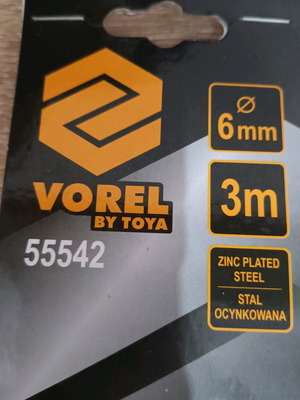 VOREL
BY TOYA
55542
Ø
6mm
3m
ZINC PLATED
STEEL
STAL
OCYNKOWANA